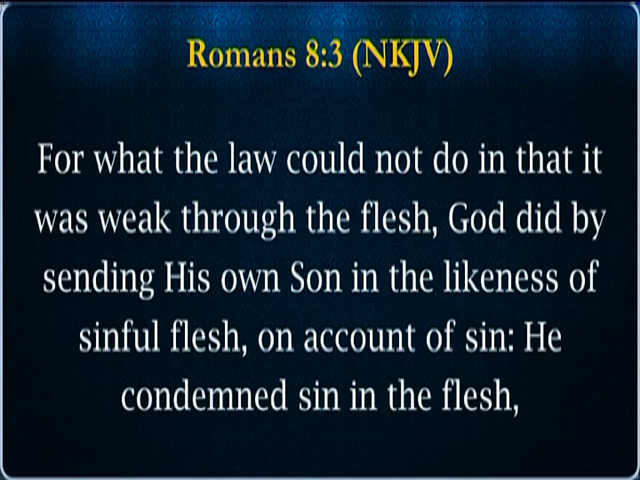 Romans 8:3 (NKJV)
For what the law could not do in that it
was weak through the flesh, God did by
sending His own Son in the likeness of
sinful flesh, on account of sin: He
condemned sin in the flesh,